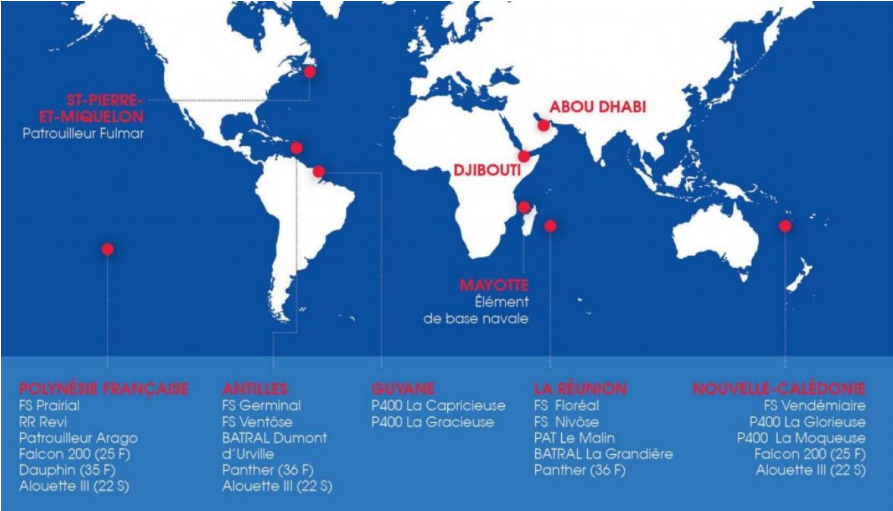 ST-PIERRE-
ET-MIQUELON
Patrouilleur Fulmar
ABOU DHABI
DJIBOUTI
MAYOTTE
Élément
de base navale
POLYNÉSIE FRANÇAISE
FS Prairial
RR Revi
Patrouilleur Arago
Falcon 200 (25 F)
Dauphin (35 F)
Alouette III (22 S)
ANTILLES
FS Germinal
FS Ventôse
BATRAL Dumont
d'Urville
Panther (36 F)
Alouette III (22 S)
GUYANE
P400 La Capricieuse
P400 La Gracieuse
LA RÉUNION
FS Floréal
FS Nivôse
PAT Le Malin
BATRAL La Grandière
Panther (36 F)
NOUVELLE-CALÉDONIE
FS Vendémiaire
P400 La Glorieuse
P400 La Moqueuse
Falcon 200 (25 F)
Alouette III (22 S)